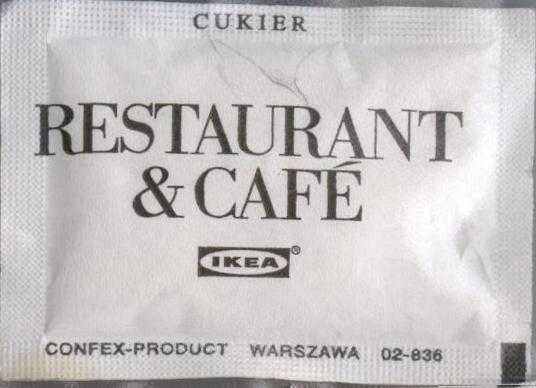 CUKIER
RESTAURANT
& CAFÉ
IKEA®
CONFEX-PRODUCT WARSZAWA 02-836